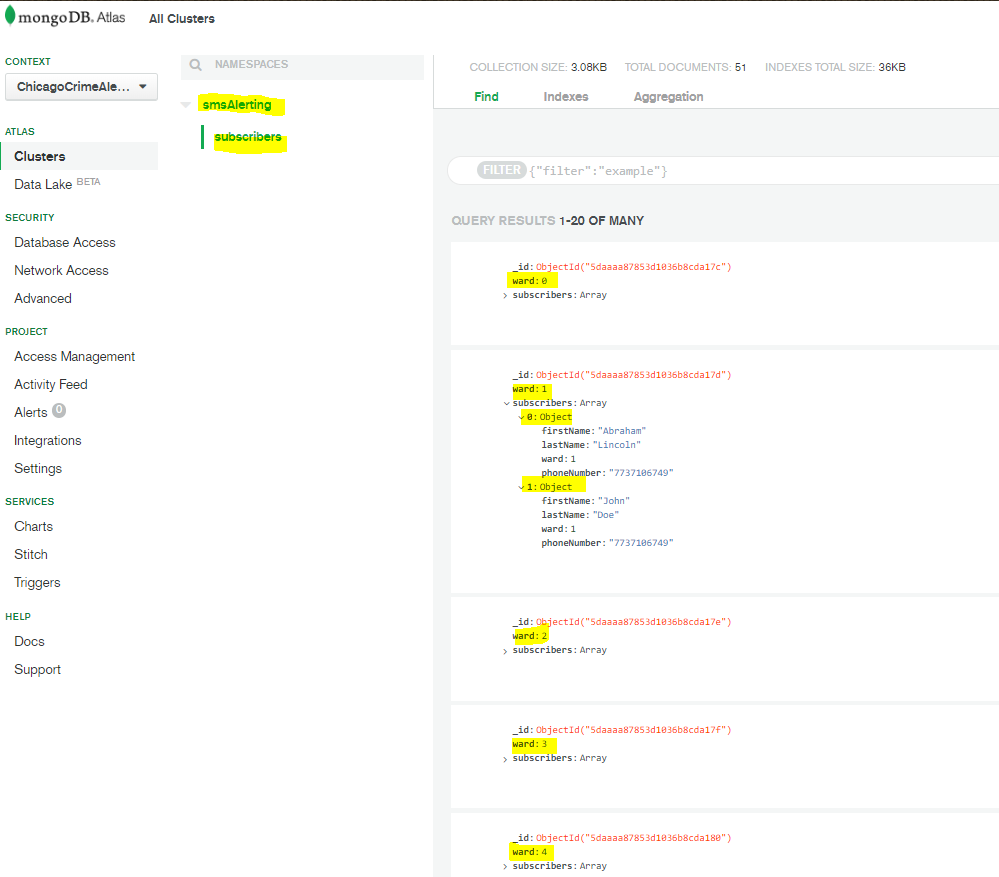 mongoDB. Atlas All Clusters
CONTEXT
ChicagoCrimeAle...
ATLAS
Clusters
Data Lake BETA
SECURITY
Database Access
Network Access
Advanced
PROJECT
Access Management
Activity Feed
Alerts 0
Integrations
Settings
SERVICES
Charts
Stitch
Triggers
HELP
Docs
Support
NAMESPACES
smsAlerting
subscribers
COLLECTION SIZE: 3.08KB TOTAL DOCUMENTS: 51 INDEXES TOTAL SIZE: 36KB
Find Indexes Aggregation
FILTER {"filter":"example"}
QUERY RESULTS 1-20 OF MANY
_id: ObjectId("5daaaa87853d1036b8cda17c")
ward: 0
subscribers: Array
_id: ObjectId("5daaaa87853d1036b8cda17d")
ward: 1
subscribers: Array
0: Object
firstName: "Abraham"
lastName: "Lincoln"
ward: 1
phoneNumber: "7737106749"
1: Object
firstName: "John"
lastName: "Doe"
ward: 1
phoneNumber: "7737106749"
_id: ObjectId("5daaaa87853d1036b8cda17e")
ward: 2
subscribers: Array
_id: ObjectId("5daaaa87853d1036b8cda17f")
ward: 3
subscribers: Array
_id: ObjectId("5daaaa87853d1036b8cda180")
ward: 4
subscribers: Array